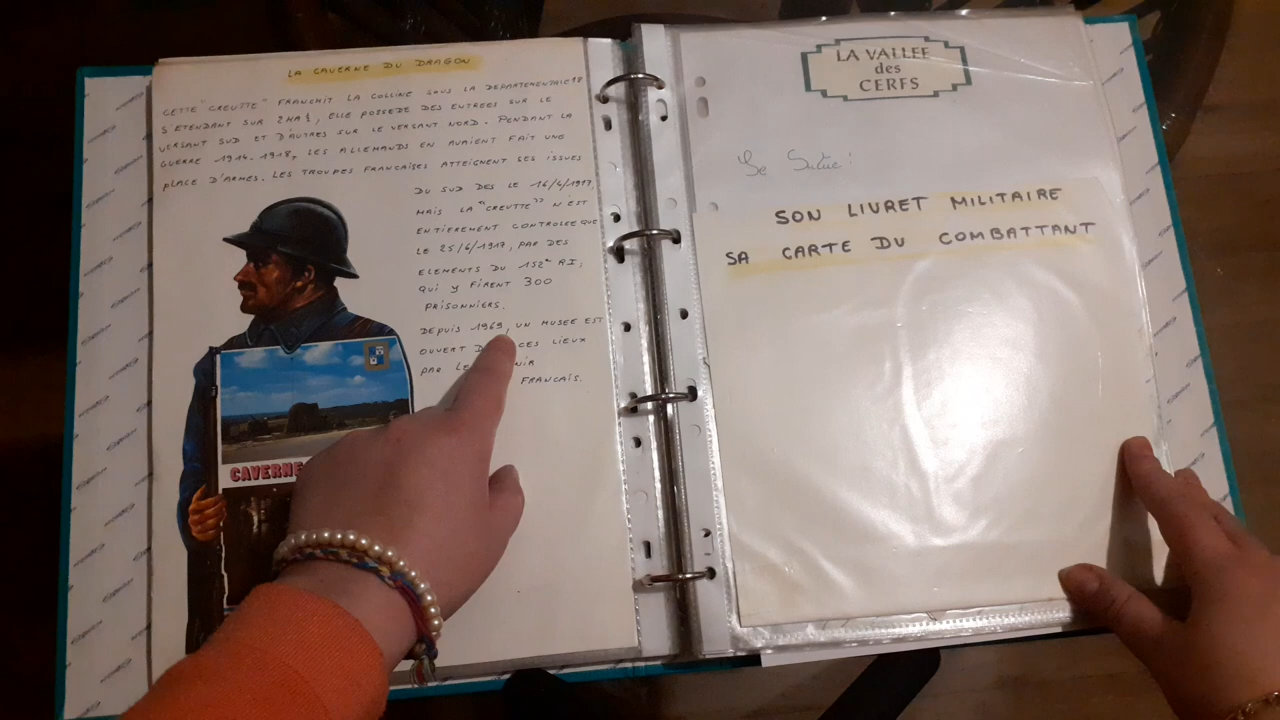 LA CAVERNE DU DRAGON
CETTE "CREUTTE" FRANCHIT LA COLLINE SOUS LA DEPARTEMENTALE 18
S'ETENDANT SUR 2HA½, ELLE POSSEDE DES ENTREES SUR LE
VERSANT SUD ET D'AUTRES SUR LE VERSANT NORD. PENDANT LA
GUERRE 1914-1918, LES ALLEMANDS EN AVAIENT FAIT UNE
PLACE D'ARMES. LES TROUPES FRANCAISES ATTEIGNENT LES ISSUES
DU SUD DES LE 16/4/1917,
MAIS LA "CREUTTE" N'EST
ENTIEREMENT CONTROLEE QUE
LE 25/6/1917, PAR DES
ELEMENTS DU 152e R.I;
QUI Y FIRENT 300
PRISONNIERS.
DEPUIS 1969, UN MUSEE EST
OUVERT CES LIEUX
PAR LE
FRANCAIS.
CAVERNE
LA VALLEE
des
CERFS
SON LIVRET MILITAIRE
SA CARTE DU COMBATTANT